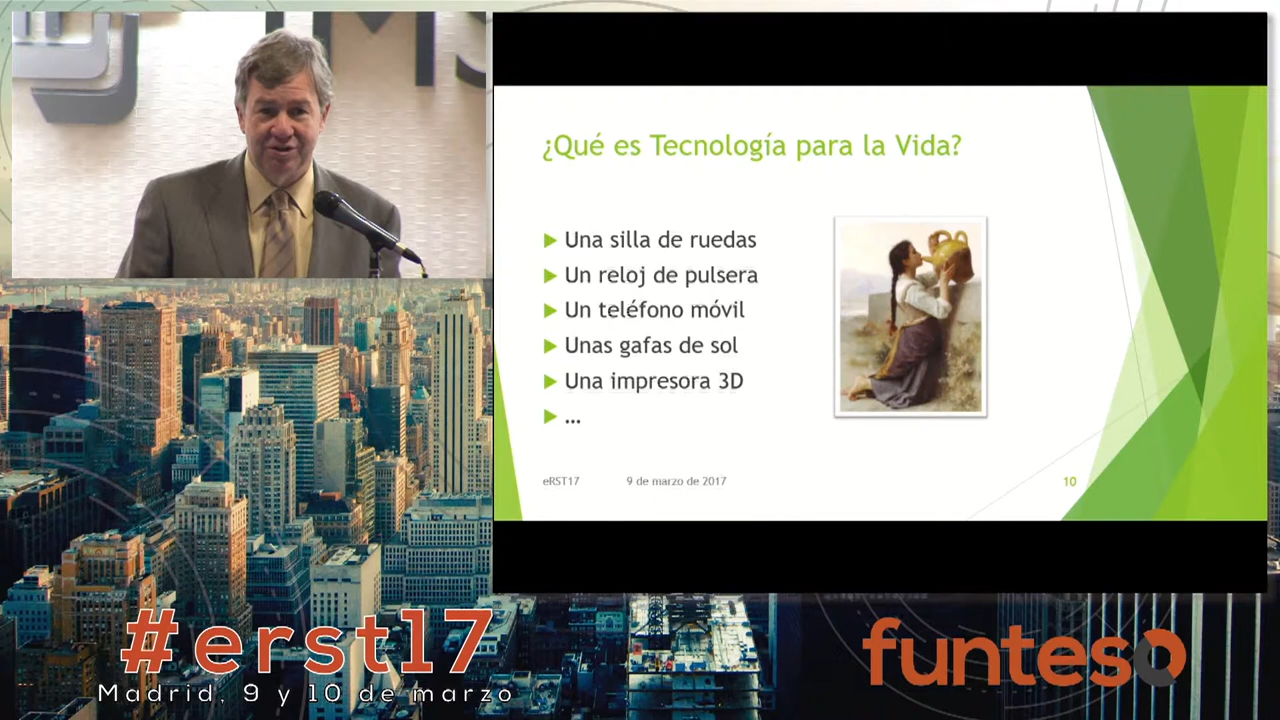 MS
¿Qué es Tecnología para la Vida?
Una silla de ruedas
Un reloj de pulsera
Un teléfono móvil
Unas gafas de sol
Una impresora 3D
...
eRST17 9 de marzo de 2017 10
#erst17
Madrid, 9 y 10 de marzo
funteso